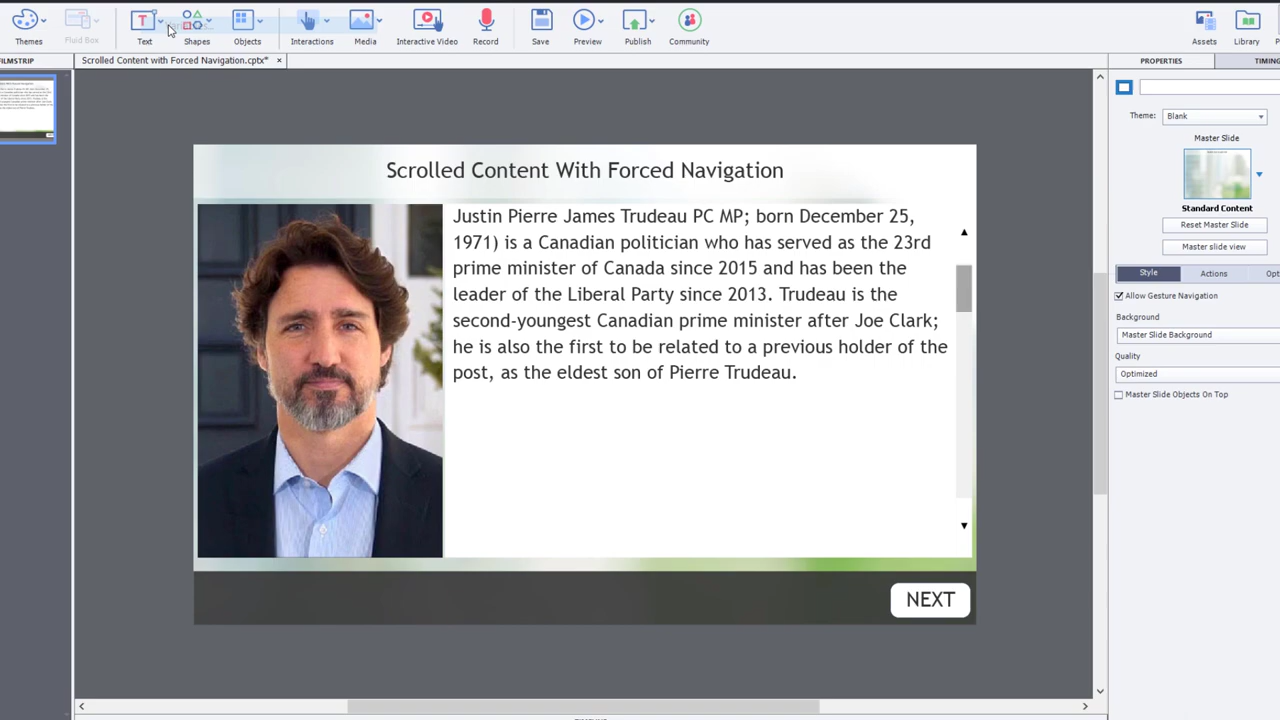 Themes
Fluid Box
Text
Shapes
Objects
Interactions
Media
Interactive Video
Record
Save
Preview
Publish
Community
Assets
Library
FILMSTRIP
Scrolled Content with Forced Navigation.cptx*
PROPERTIES
TIMING
Theme:
Blank
Master Slide
Standard Content
Reset Master Slide
Master slide view
Style
Actions
Opt
Allow Gesture Navigation
Background
Master Slide Background
Quality
Optimized
Master Slide Objects On Top
Scrolled Content With Forced Navigation
Justin Pierre James Trudeau PC MP; born December 25,
1971) is a Canadian politician who has served as the 23rd
prime minister of Canada since 2015 and has been the
leader of the Liberal Party since 2013. Trudeau is the
second-youngest Canadian prime minister after Joe Clark;
he is also the first to be related to a previous holder of the
post, as the eldest son of Pierre Trudeau.
NEXT